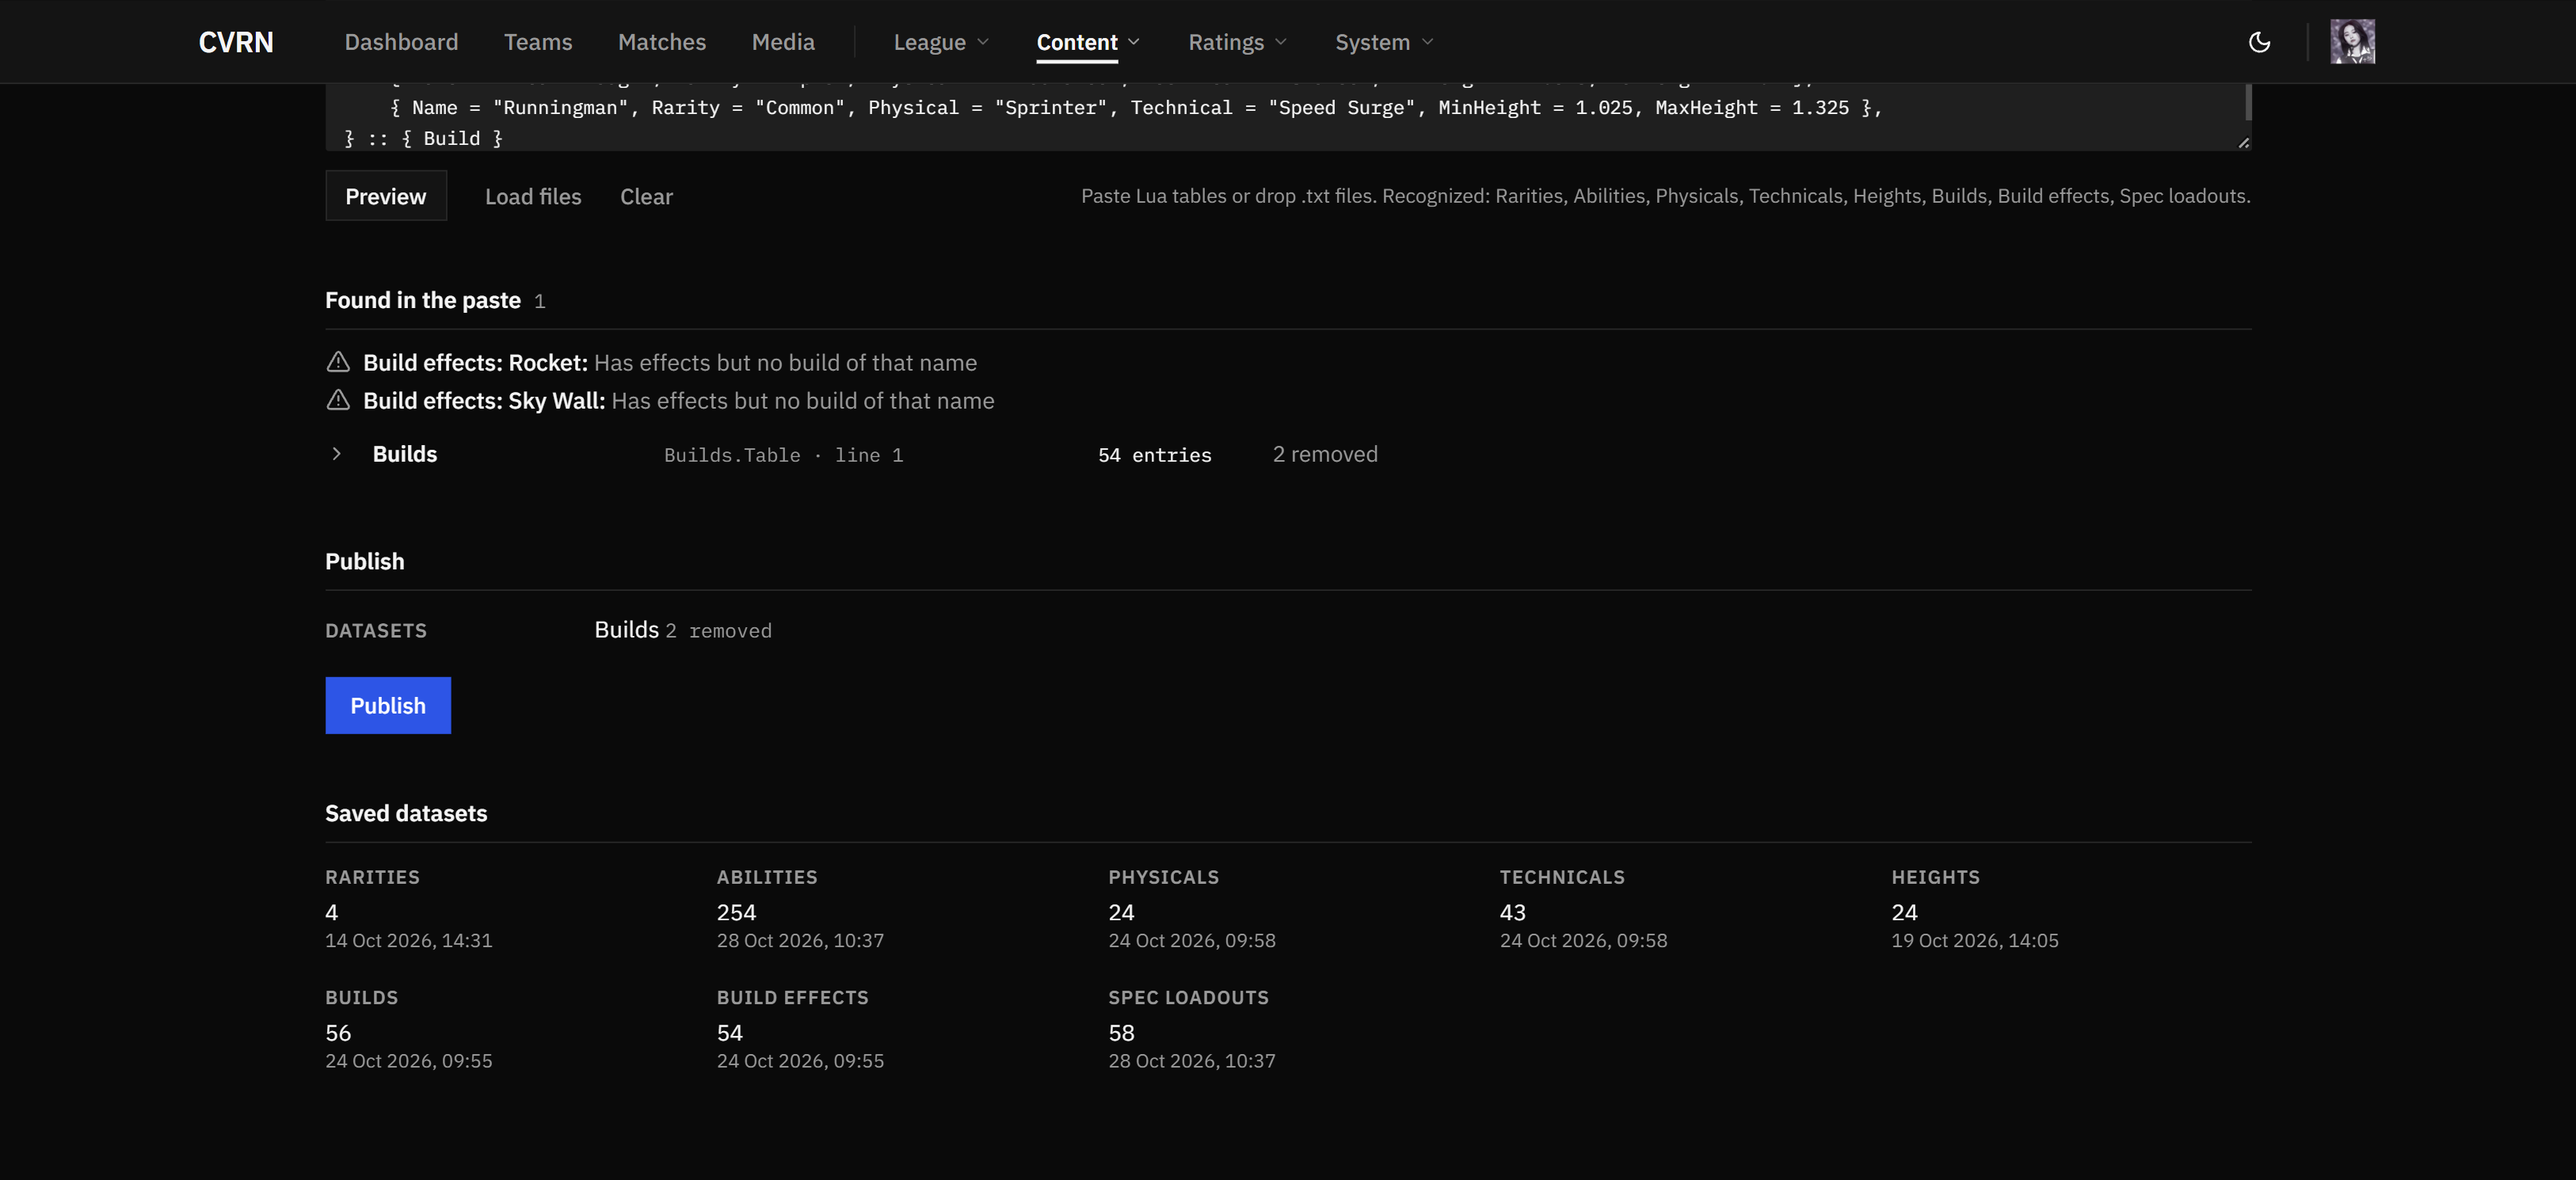 CVRN Dashboard Teams Matches Media League Content Ratings System
{ Name = "Runningman", Rarity = "Common", Physical = "Sprinter", Technical = "Speed Surge", MinHeight = 1.025, MaxHeight = 1.325 },
} :: { Build }
Preview Load files Clear Paste Lua tables or drop .txt files. Recognized: Rarities, Abilities, Physicals, Technicals, Heights, Builds, Build effects, Spec loadouts.
Found in the paste 1
Build effects: Rocket: Has effects but no build of that name
Build effects: Sky Wall: Has effects but no build of that name
Builds Builds.Table · line 1 54 entries 2 removed
Publish
DATASETS Builds 2 removed
Publish
Saved datasets
RARITIES ABILITIES PHYSICALS TECHNICALS HEIGHTS
4 254 24 43 24
14 Oct 2026, 14:31 28 Oct 2026, 10:37 24 Oct 2026, 09:58 24 Oct 2026, 09:58 19 Oct 2026, 14:05
BUILDS BUILD EFFECTS SPEC LOADOUTS
56 54 58
24 Oct 2026, 09:55 24 Oct 2026, 09:55 28 Oct 2026, 10:37